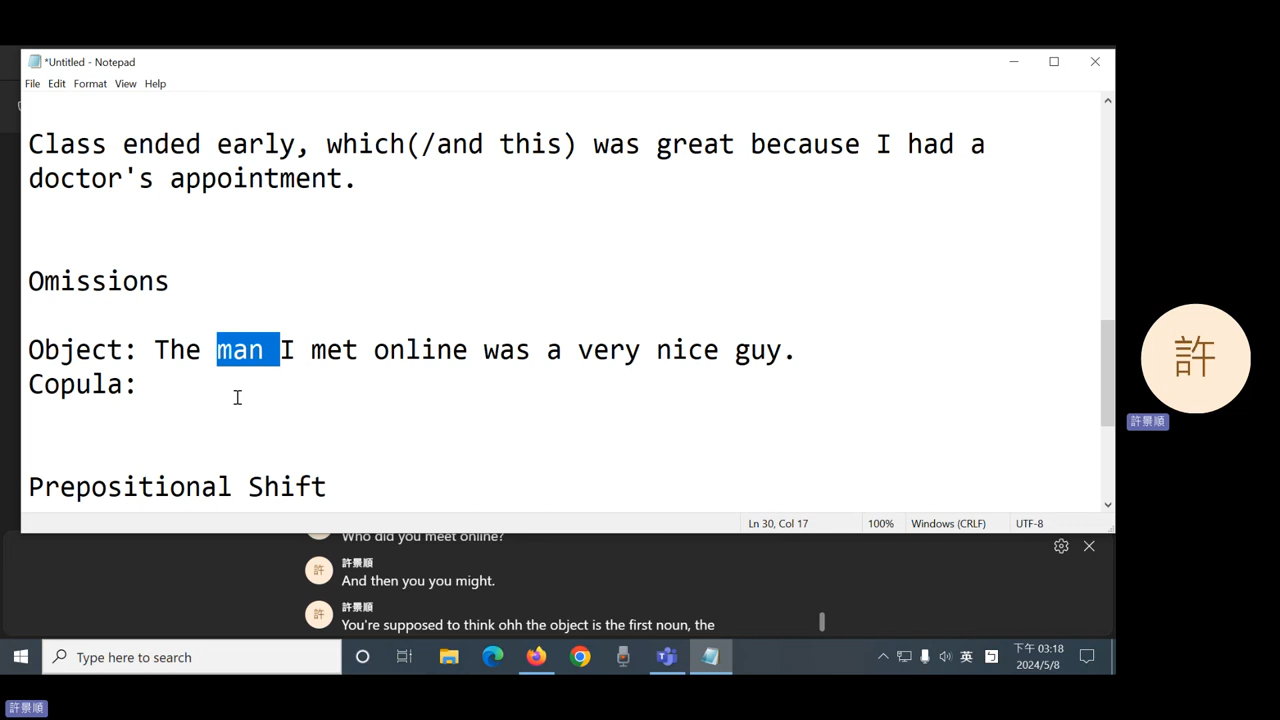 *Untitled - Notepad
File Edit Format View Help
Class ended early, which(/and this) was great because I had a
doctor's appointment.
Omissions
Object: The man I met online was a very nice guy.
Copula:
Prepositional Shift
Ln 30, Col 17 100% Windows (CRLF) UTF-8
Who did you meet online?
許 許景順
And then you you might.
許 許景順
You're supposed to think ohh the object is the first noun, the
Type here to search
英
下午 03:18
2024/5/8
許
許景順
許景順